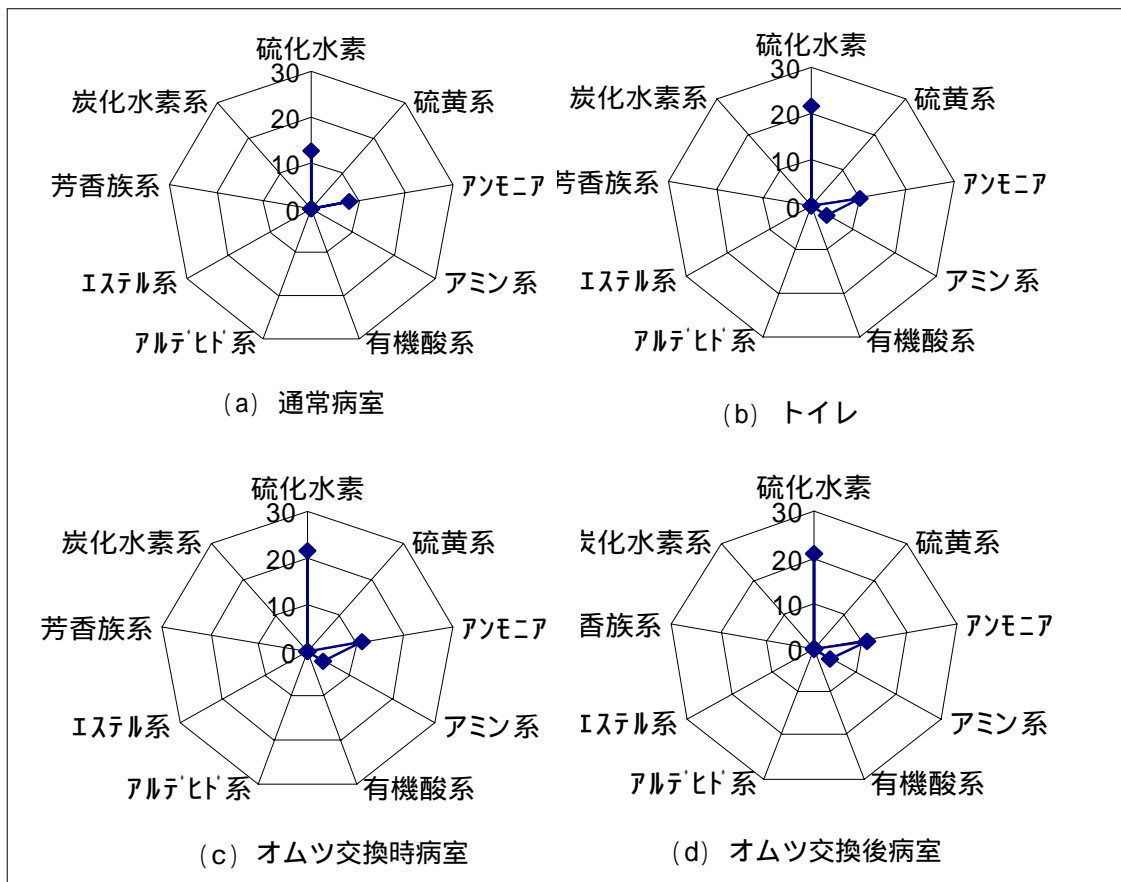 硫化水素
30
炭化水素系
硫黄系
20
芳香族系
10
アンモニア
0
エステル系
アミン系
アルデヒド系
有機酸系
(a) 通常病室
硫化水素
30
炭化水素系
硫黄系
20
芳香族系
10
アンモニア
0
エステル系
アミン系
アルデヒド系
有機酸系
(b) トイレ
硫化水素
30
炭化水素系
硫黄系
20
芳香族系
10
アンモニア
0
エステル系
アミン系
アルデヒド系
有機酸系
(c) オムツ交換時病室
硫化水素
30
炭化水素系
硫黄系
20
香族系
10
アンモニア
0
エステル系
アミン系
アルデヒド系
有機酸系
(d) オムツ交換後病室